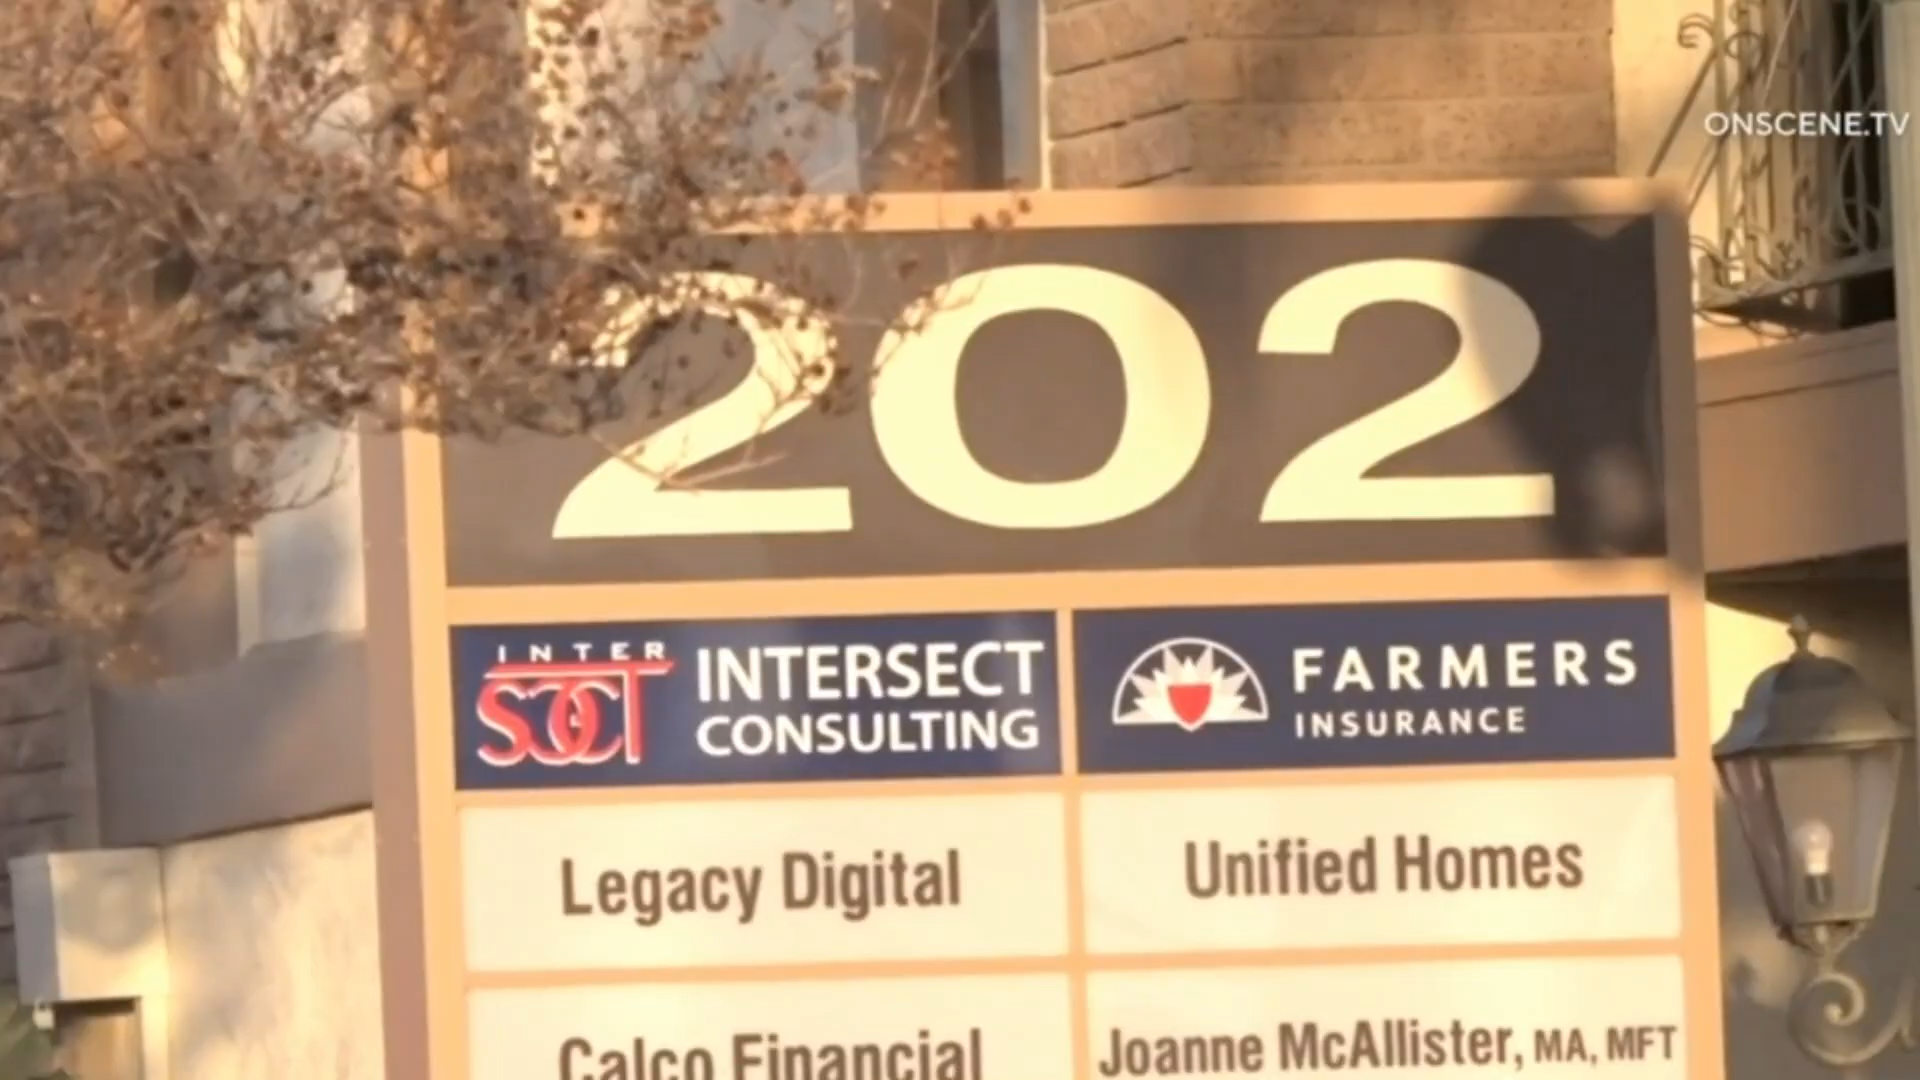 ONSCENE.TV
202
INTER
SECT
INTERSECT
CONSULTING
FARMERS
INSURANCE
Legacy Digital
Unified Homes
Calco Financial
Joanne McAllister, MA, MFT